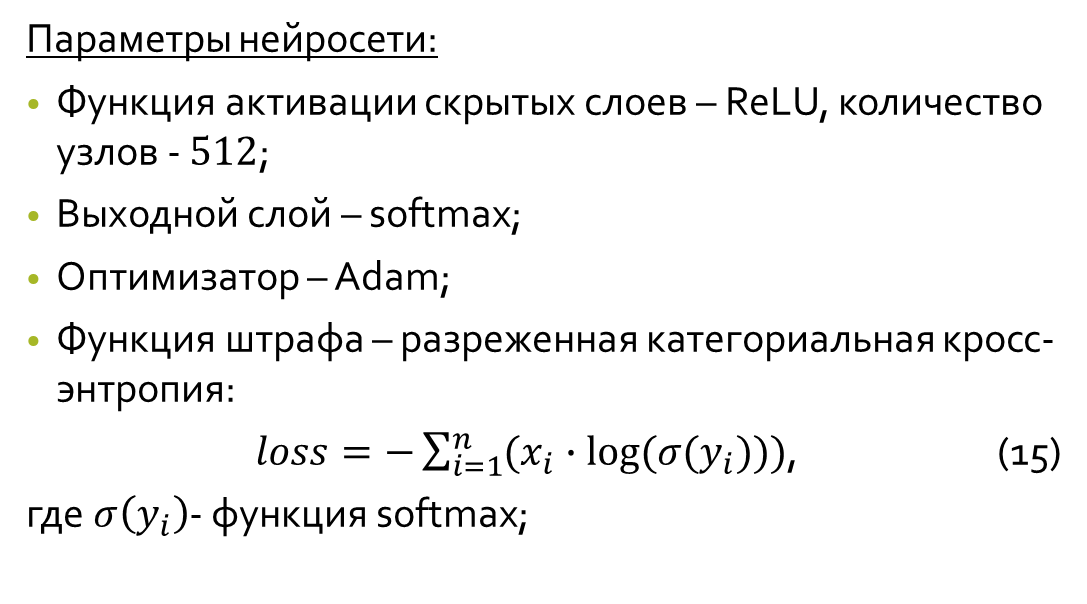 Параметры нейросети:
• Функция активации скрытых слоев – ReLU, количество
узлов - 512;
• Выходной слой – softmax;
• Оптимизатор – Adam;
• Функция штрафа – разреженная категориальная кросс-
энтропия:
loss = −∑ⁿᵢ₌₁(xᵢ · log(σ(yᵢ))), (15)
где σ(yᵢ)- функция softmax;